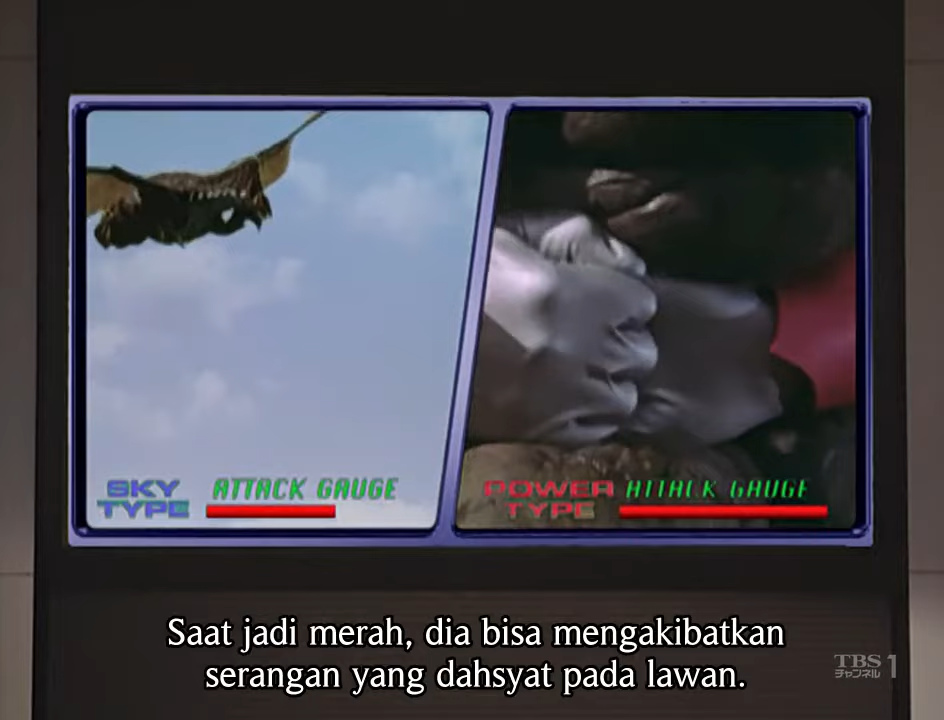 SKY TYPE
ATTACK GAUGE
POWER TYPE
ATTACK GAUGE
Saat jadi merah, dia bisa mengakibatkan
serangan yang dahsyat pada lawan.
TBS 1
チャンネル